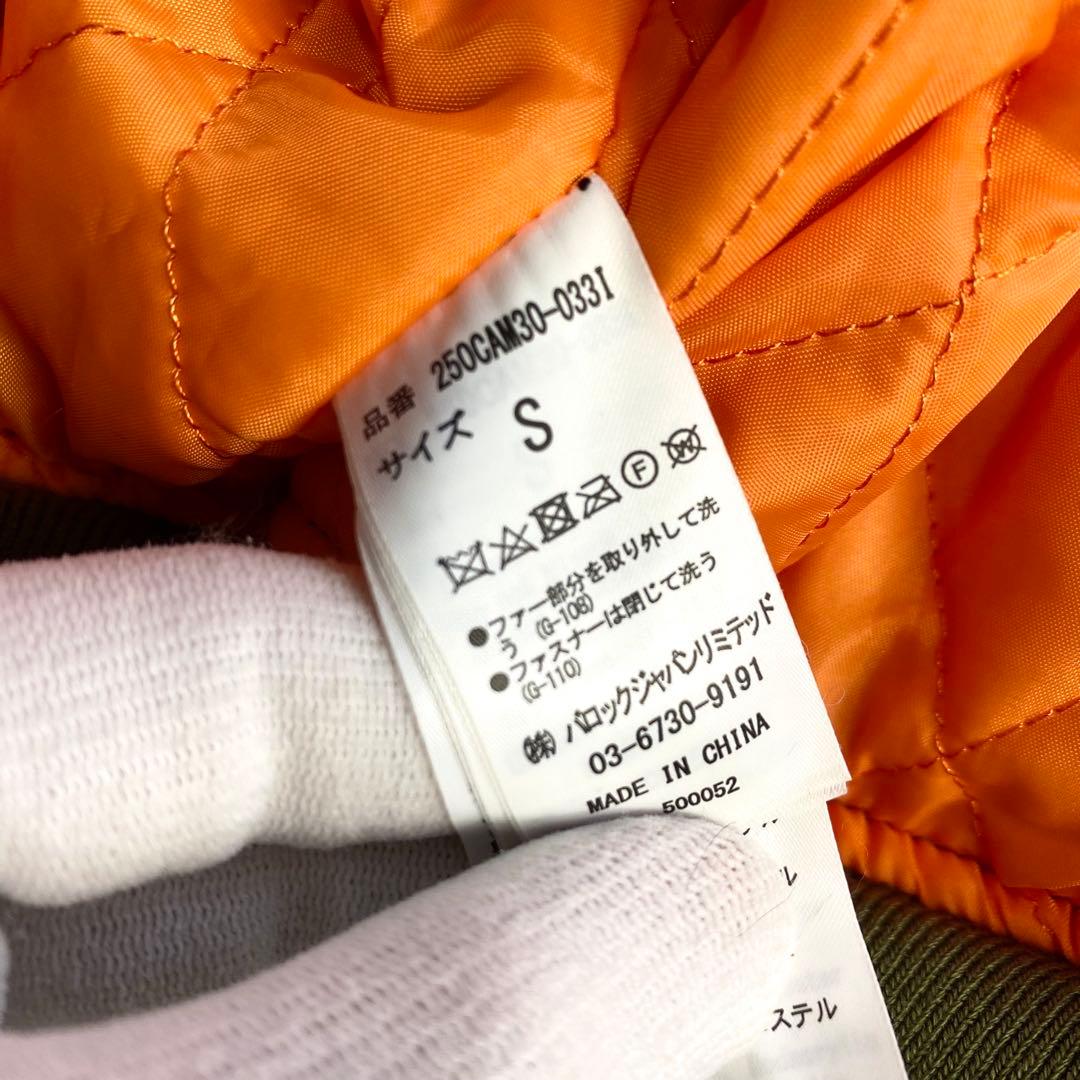 品番 250CAM30-033I
サイズ S
F W
●ファー部分を取り外して洗
う (G-108)
●ファスナーは閉じて洗う
(G-110)
㈱バロックジャパンリミテッド
03-6730-9191
MADE IN CHINA
500052
ル
ステル